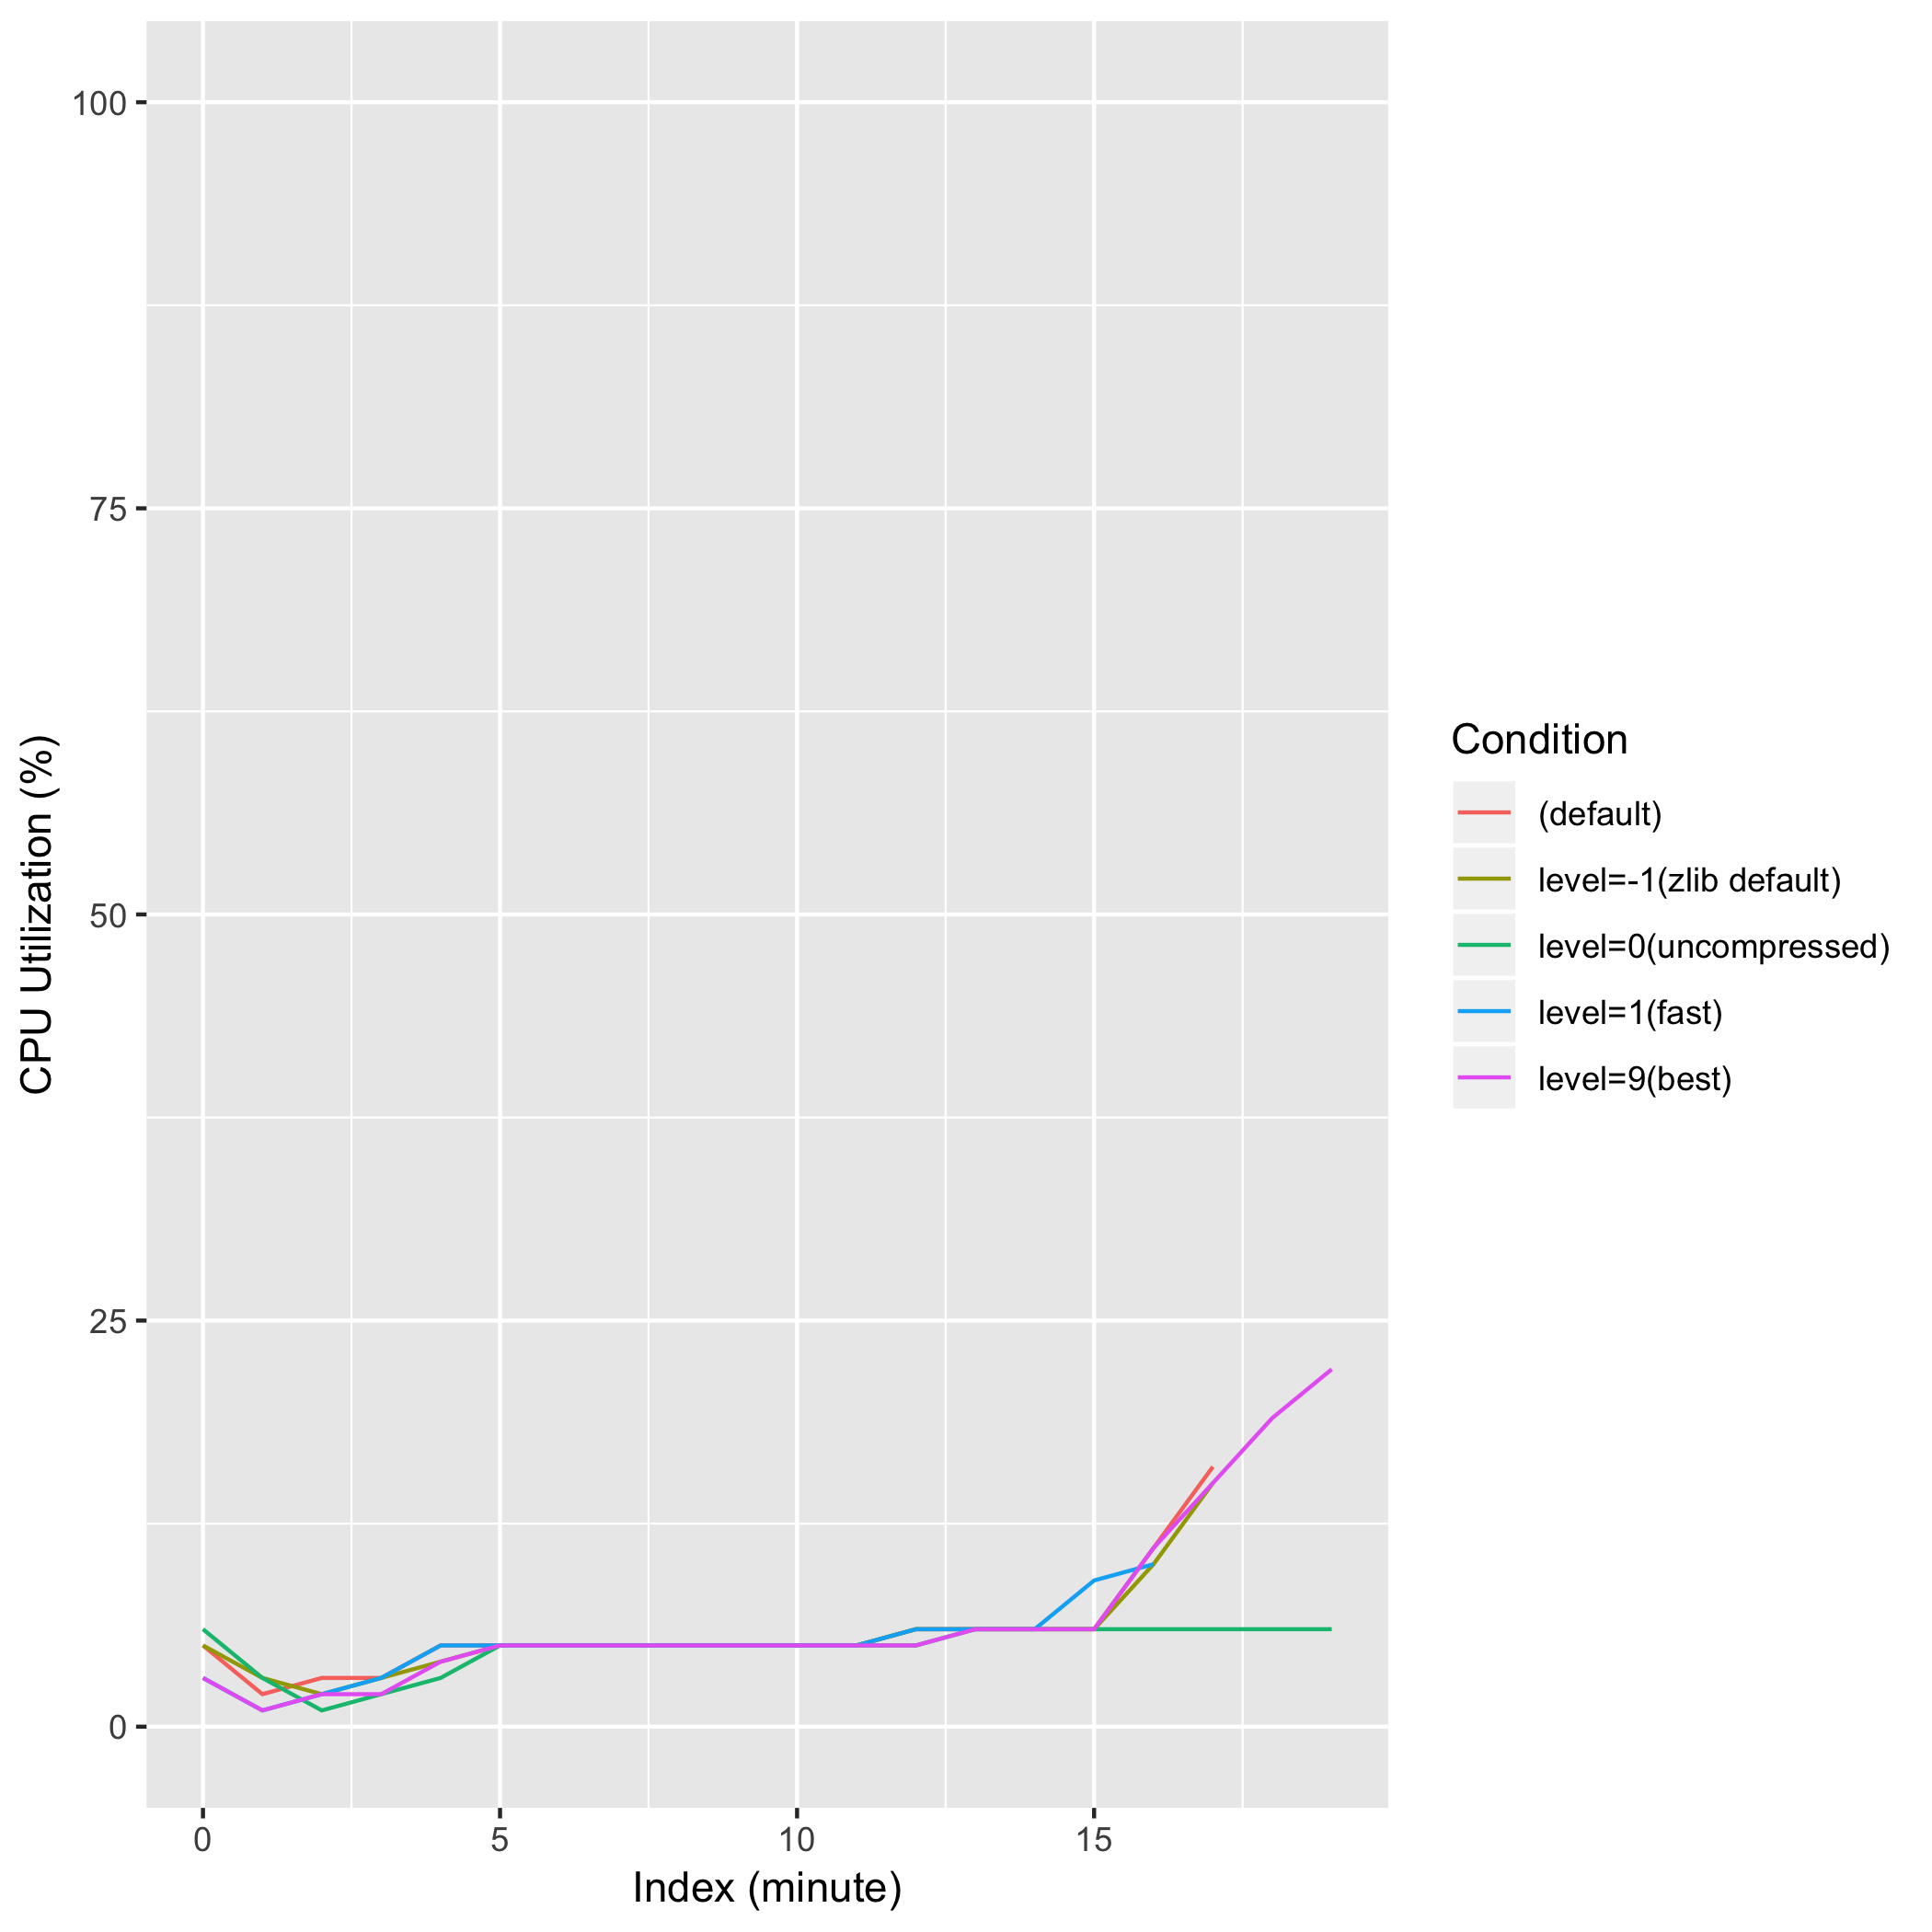 CPU Utilization (%)
100
75
50
25
0
0
5
10
15
Index (minute)
Condition
(default)
level=-1(zlib default)
level=0(uncompressed)
level=1(fast)
level=9(best)